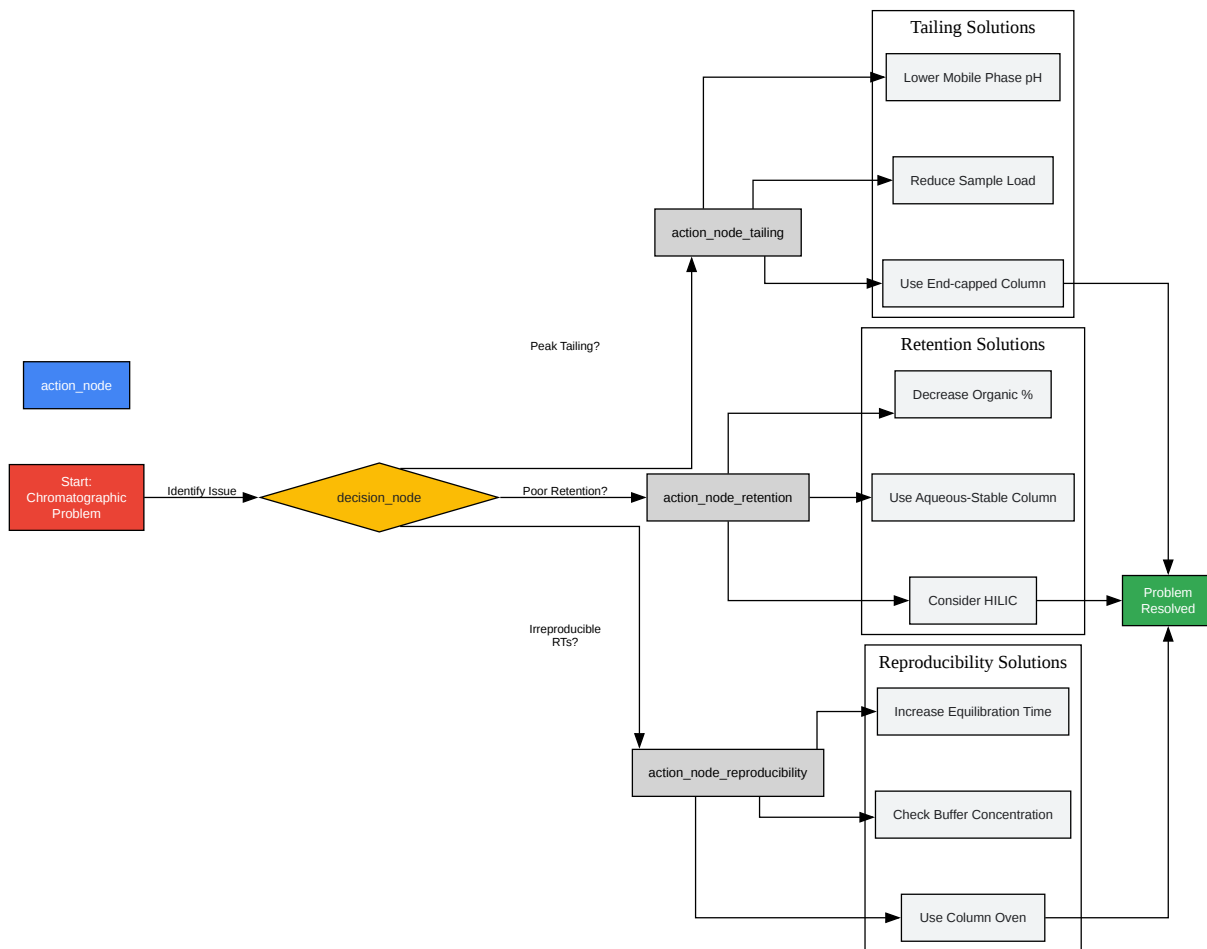 Tailing Solutions
Lower Mobile Phase pH
Reduce Sample Load
action_node_tailing
Use End-capped Column
Peak Tailing?
Retention Solutions
action_node
Decrease Organic %
Start:
Chromatographic
Problem
Identify Issue
decision_node
Poor Retention?
action_node_retention
Use Aqueous-Stable Column
Consider HILIC
Problem
Resolved
Irreproducible
RTs?
Reproducibility Solutions
Increase Equilibration Time
action_node_reproducibility
Check Buffer Concentration
Use Column Oven